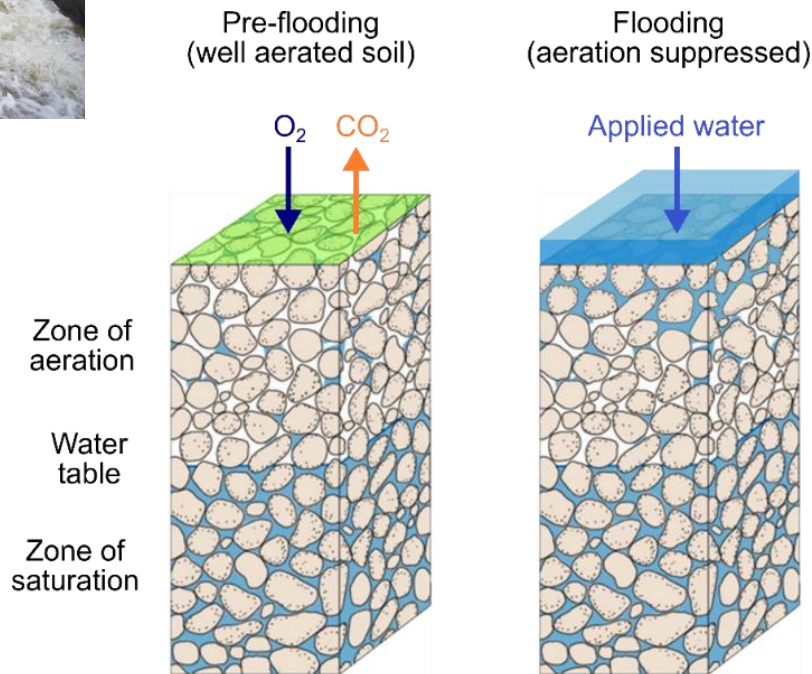 Pre-flooding
(well aerated soil)
Flooding
(aeration suppressed)
O₂
CO₂
Applied water
Zone of
aeration
Water
table
Zone of
saturation